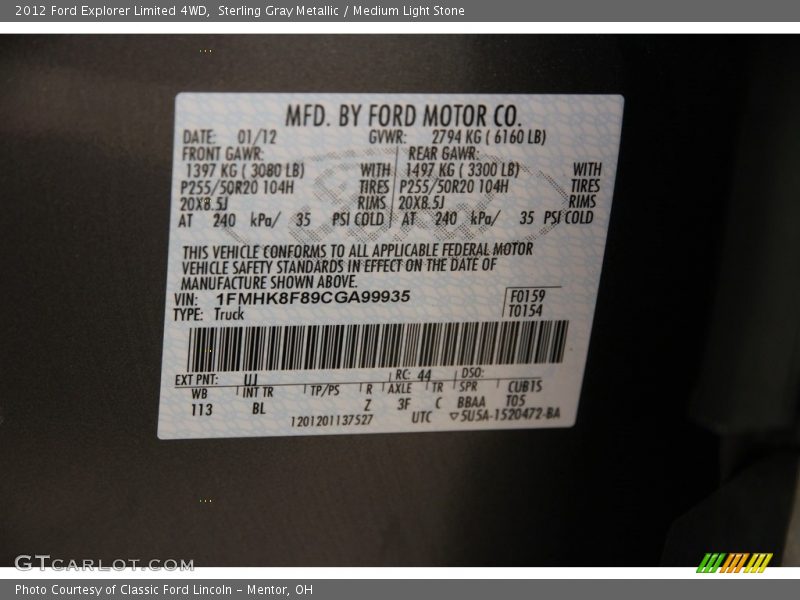 2012 Ford Explorer Limited 4WD,  Sterling Gray Metallic / Medium Light Stone
MFD. BY FORD MOTOR CO.
DATE: 01/12 GVWR: 2794 KG ( 6160 LB)
FRONT GAWR: REAR GAWR:
1397 KG ( 3080 LB) WITH 1497 KG ( 3300 LB) WITH
P255/50R20 104H TIRES P255/50R20 104H TIRES
20X8.5J RIMS 20X8.5J RIMS
AT 240 kPa/ 35 PSI COLD AT 240 kPa/ 35 PSI COLD
THIS VEHICLE CONFORMS TO ALL APPLICABLE FEDERAL MOTOR
VEHICLE SAFETY STANDARDS IN EFFECT ON THE DATE OF
MANUFACTURE SHOWN ABOVE.
VIN: 1FMHK8F89CGA99935 F0159
TYPE: Truck T0154
EXT PNT: UJ RC: 44 DSO:
WB INT TR TP/PS R AXLE TR SPR CUB15
113 BL Z 3F C BBAA T05
1201201137527 UTC ▽5U5A-1520472-BA
GTCARLOT.COM
Photo Courtesy of Classic Ford Lincoln - Mentor, OH